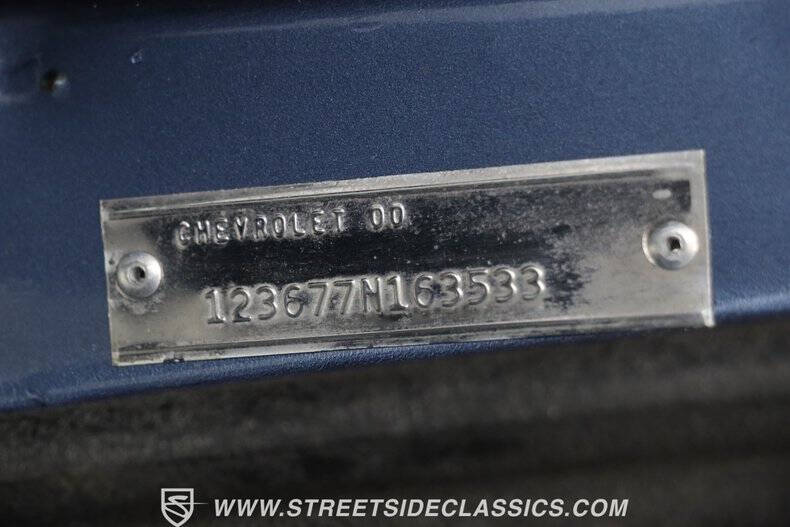 CHEVROLET OO
123677N163533
WWW.STREETSIDECLASSICS.COM